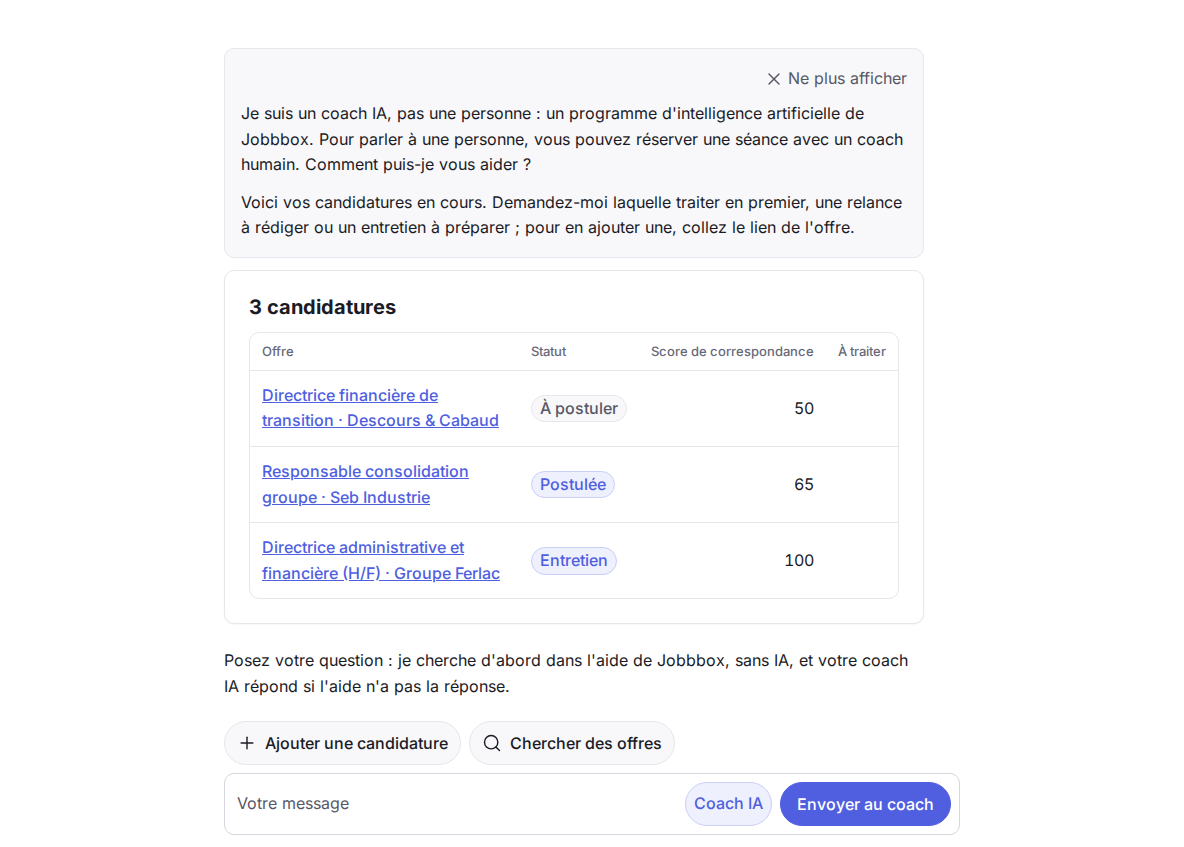 Ne plus afficher
Je suis un coach IA, pas une personne : un programme d'intelligence artificielle de
Jobbbox. Pour parler à une personne, vous pouvez réserver une séance avec un coach
humain. Comment puis-je vous aider ?
Voici vos candidatures en cours. Demandez-moi laquelle traiter en premier, une relance
à rédiger ou un entretien à préparer ; pour en ajouter une, collez le lien de l'offre.
3 candidatures
Offre Statut Score de correspondance À traiter
Directrice financière de
transition · Descours & Cabaud
À postuler 50
Responsable consolidation
groupe · Seb Industrie
Postulée 65
Directrice administrative et
financière (H/F) · Groupe Ferlac
Entretien 100
Posez votre question : je cherche d'abord dans l'aide de Jobbbox, sans IA, et votre coach
IA répond si l'aide n'a pas la réponse.
Ajouter une candidature Chercher des offres
Votre message Coach IA Envoyer au coach